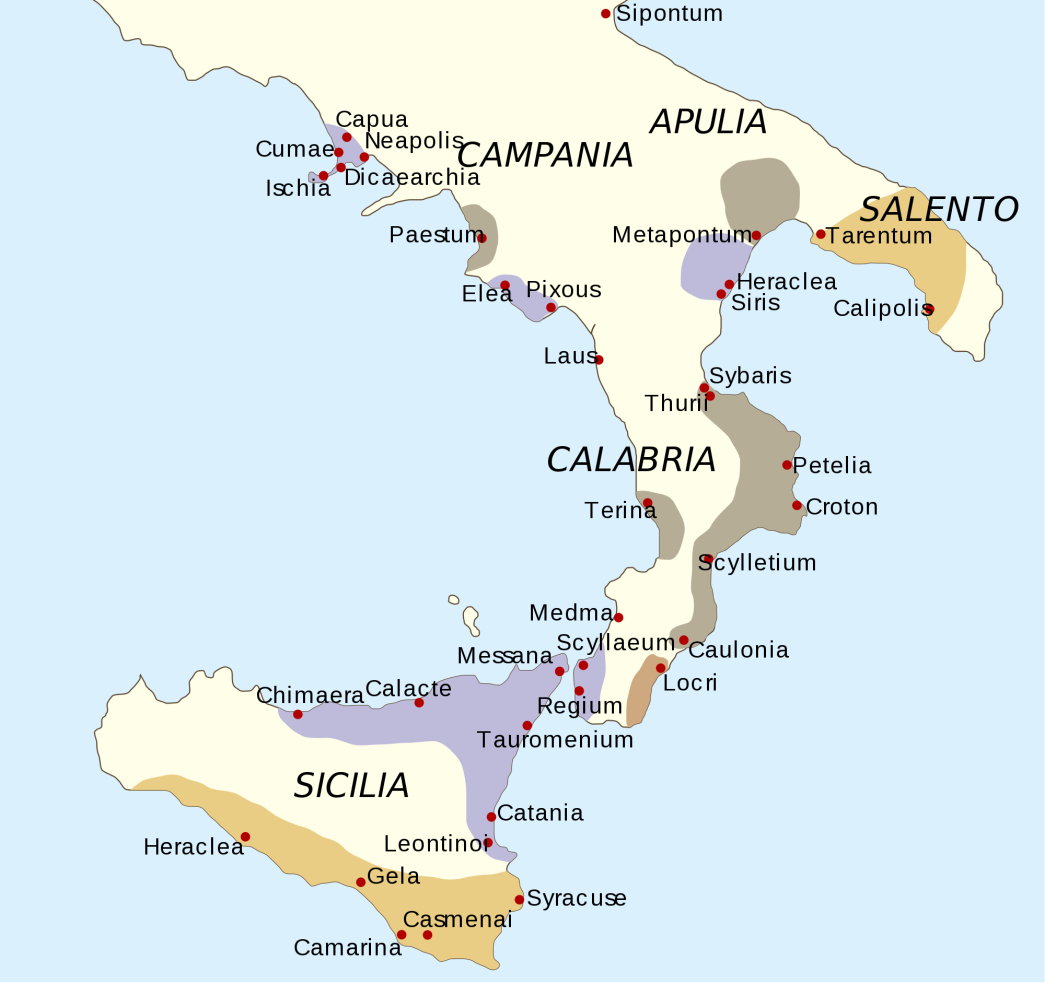 Sipontum
Capua
APULIA
Neapolis
Cumae
CAMPANIA
Dicaearchia
Ischia
SALENTO
Paestum
Metapontum
Tarentum
Heraclea
Elea
Pixous
Siris
Calipolis
Laus
Sybaris
Thurii
CALABRIA
Petelia
Terina
Croton
Scylletium
Medma
Scyllaeum
Caulonia
Messana
Locri
Chimaera
Calacte
Regium
Tauromenium
SICILIA
Catania
Leontinoi
Heraclea
Gela
Syracuse
Casmenai
Camarina